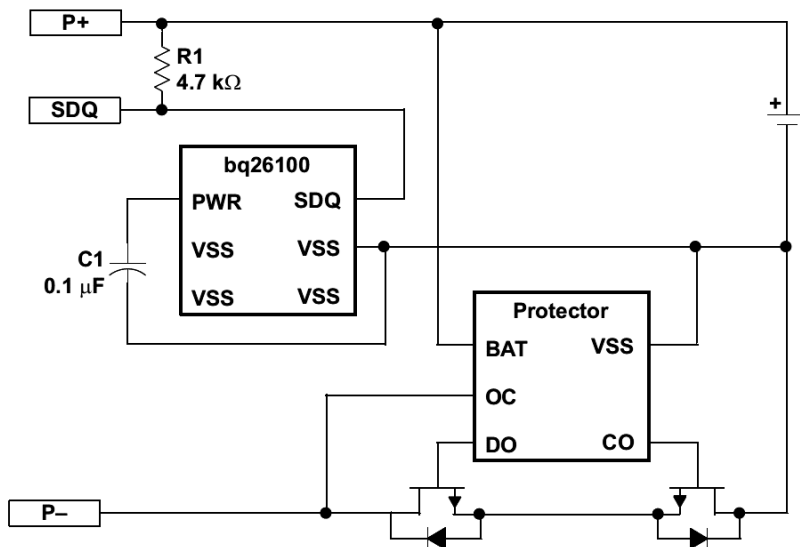 P+
R1
4.7 kΩ
SDQ
+
bq26100
PWR SDQ
VSS VSS
VSS VSS
C1
0.1 μF
Protector
BAT VSS
OC
DO CO
P–